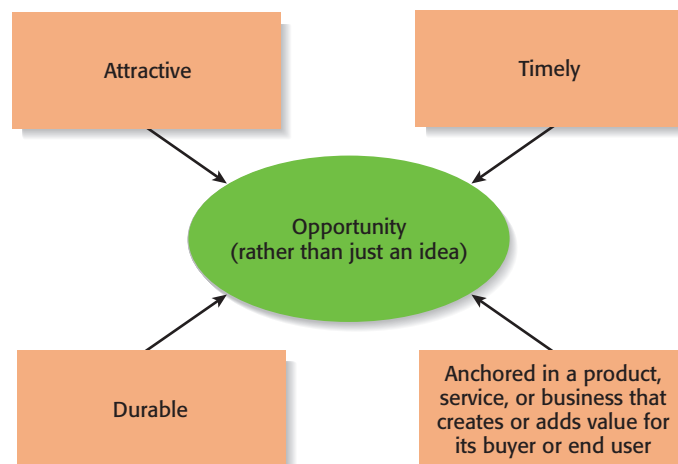 Attractive
Timely
Opportunity
(rather than just an idea)
Durable
Anchored in a product,
service, or business that
creates or adds value for
its buyer or end user